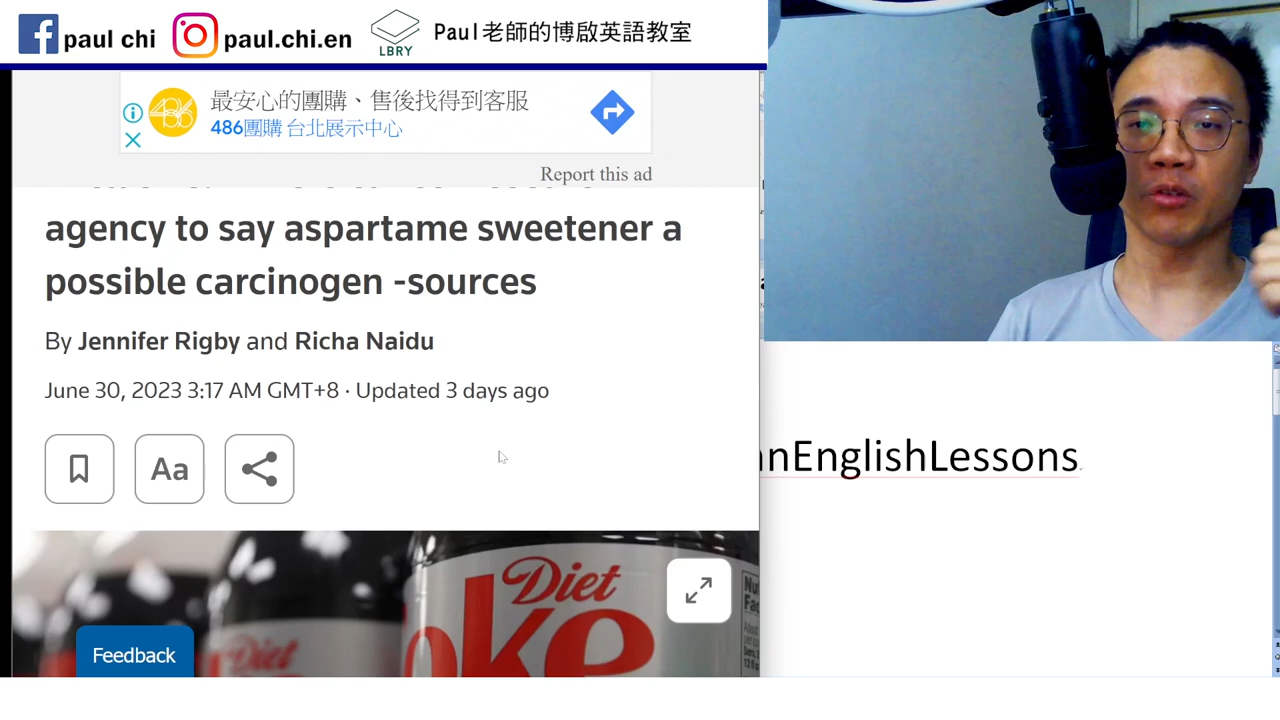 paul chi
paul.chi.en
LBRY
Paul老師的博啟英語教室
最安心的團購、售後找得到客服
486團購 台北展示中心
Report this ad
agency to say aspartame sweetener a
possible carcinogen -sources
By Jennifer Rigby and Richa Naidu
June 30, 2023 3:17 AM GMT+8 · Updated 3 days ago
Aa
nEnglishLessons
Diet
oke
Diet
Feedback